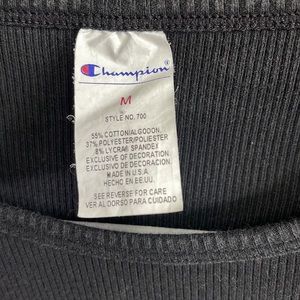 Champion
M
STYLE NO. 700
55% COTTON/ALGODON
37% POLYESTER/POLIESTER
8% LYCRA® SPANDEX
EXCLUSIVE OF DECORATION
EXCLUSIVO DE DECORACION
MADE IN U.S.A.
HECHO EN EE.UU.
SEE REVERSE FOR CARE
VER AL DORSO PARA CUIDADO